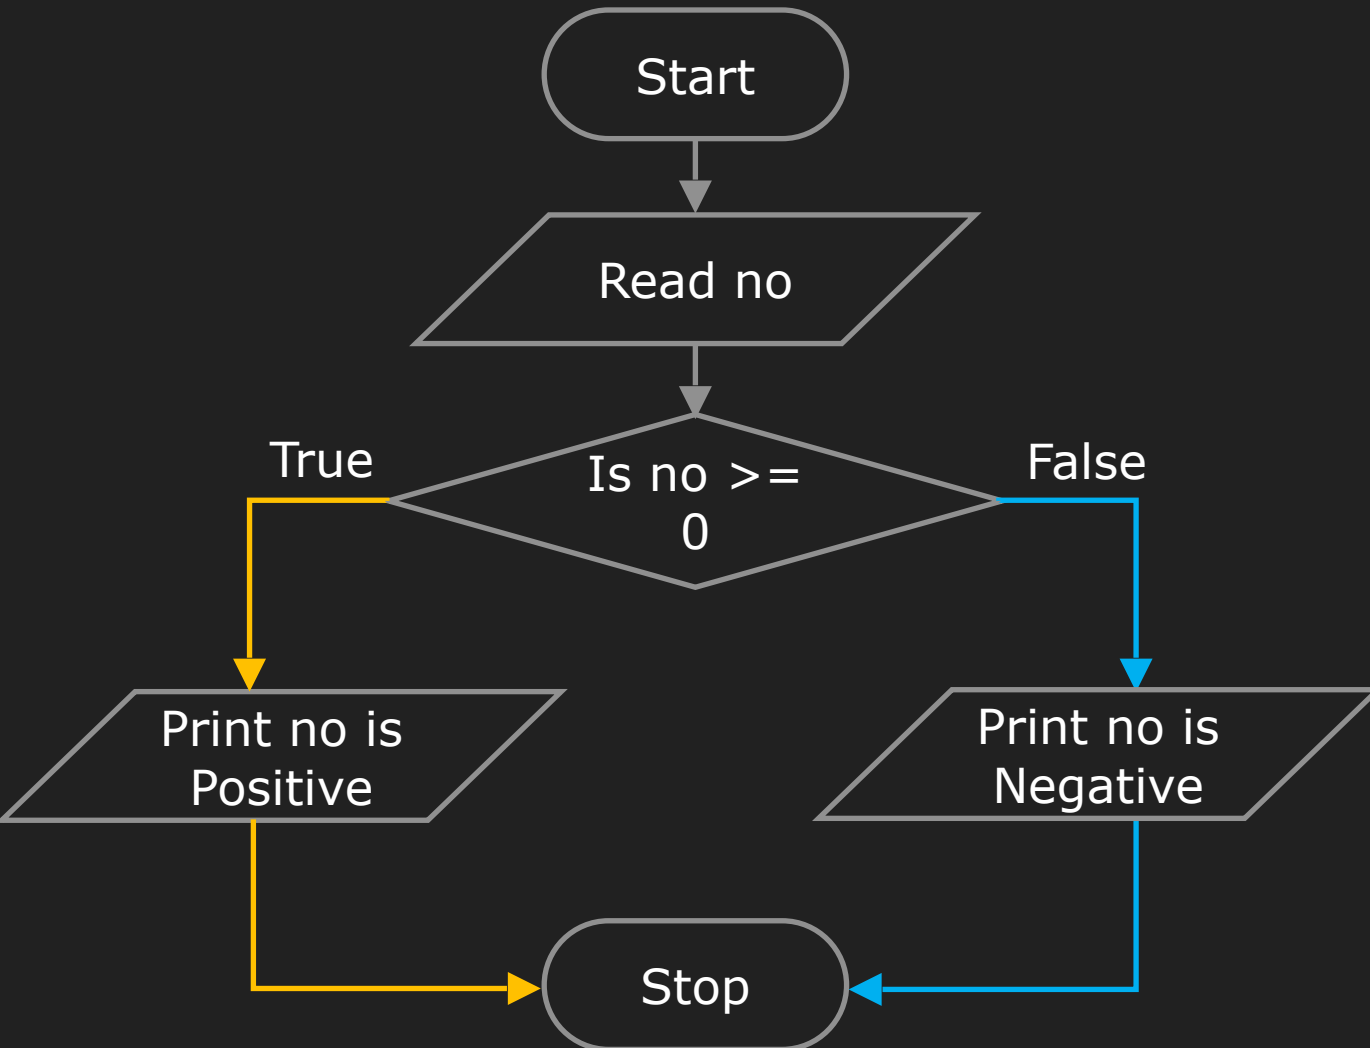 Start
Read no
True
Is no >=
0
False
Print no is
Positive
Print no is
Negative
Stop